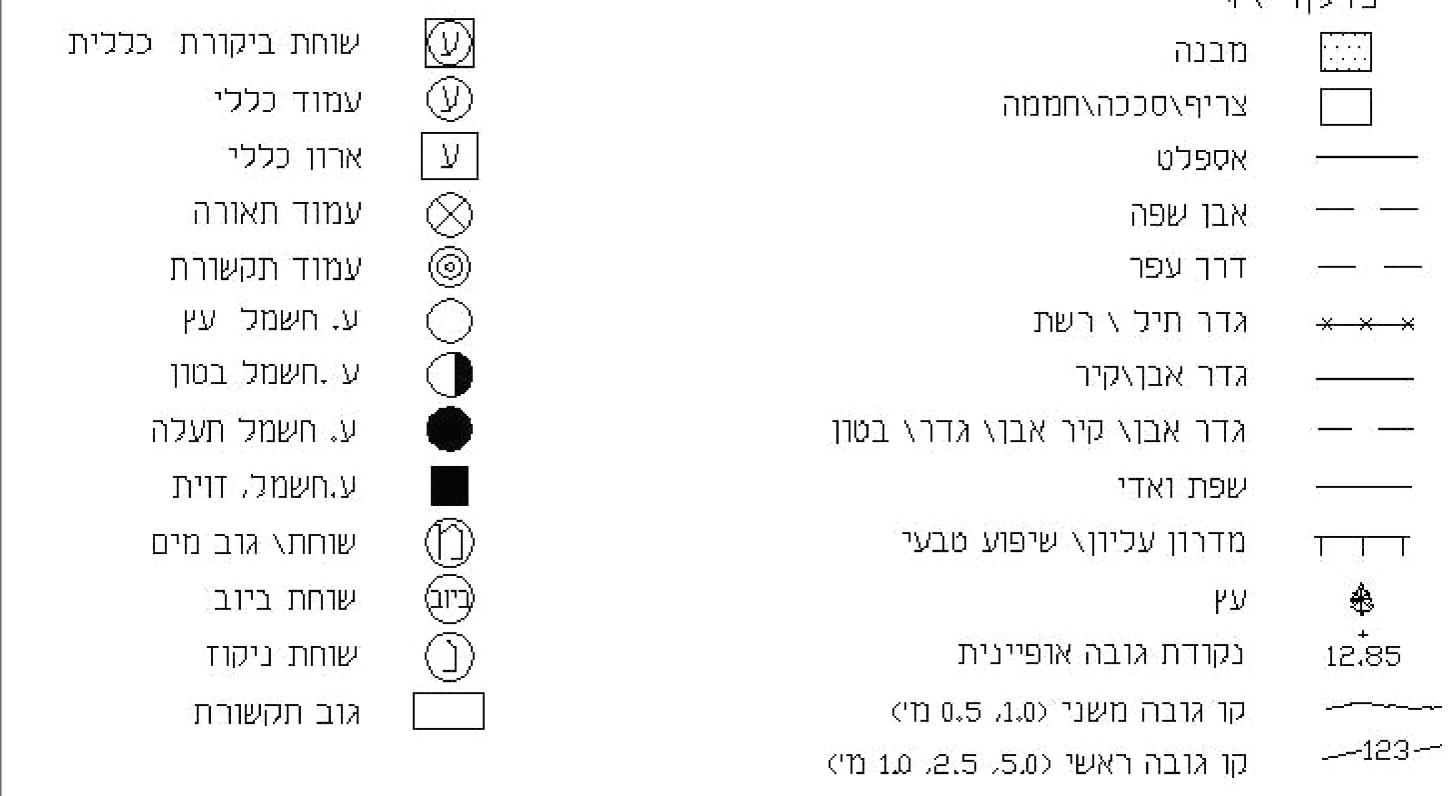 מבנה
צריף\סככה\חממה
אספלט
אבן שפה
דרך עפר
גדר תיל \ רשת
גדר אבן\קיר
גדר אבן\ קיר אבן\ גדר\ בטון
שפת ואדי
מדרון עליון\ שיפוע טבעי
עץ
נקודת גובה אופיינית 12.85
קו גובה משני (1.0, 0.5 מ')
קו גובה ראשי (5.0, 2.5, 1.0 מ') 123
ע שוחת ביקורת כללית
ע עמוד כללי
ע ארון כללי
עמוד תאורה
עמוד תקשורת
ע. חשמל עץ
ע .חשמל בטון
ע. חשמל תעלה
ע.חשמל, זוית
מ שוחת\ גוב מים
ביוב שוחת ביוב
נ שוחת ניקוז
גוב תקשורת